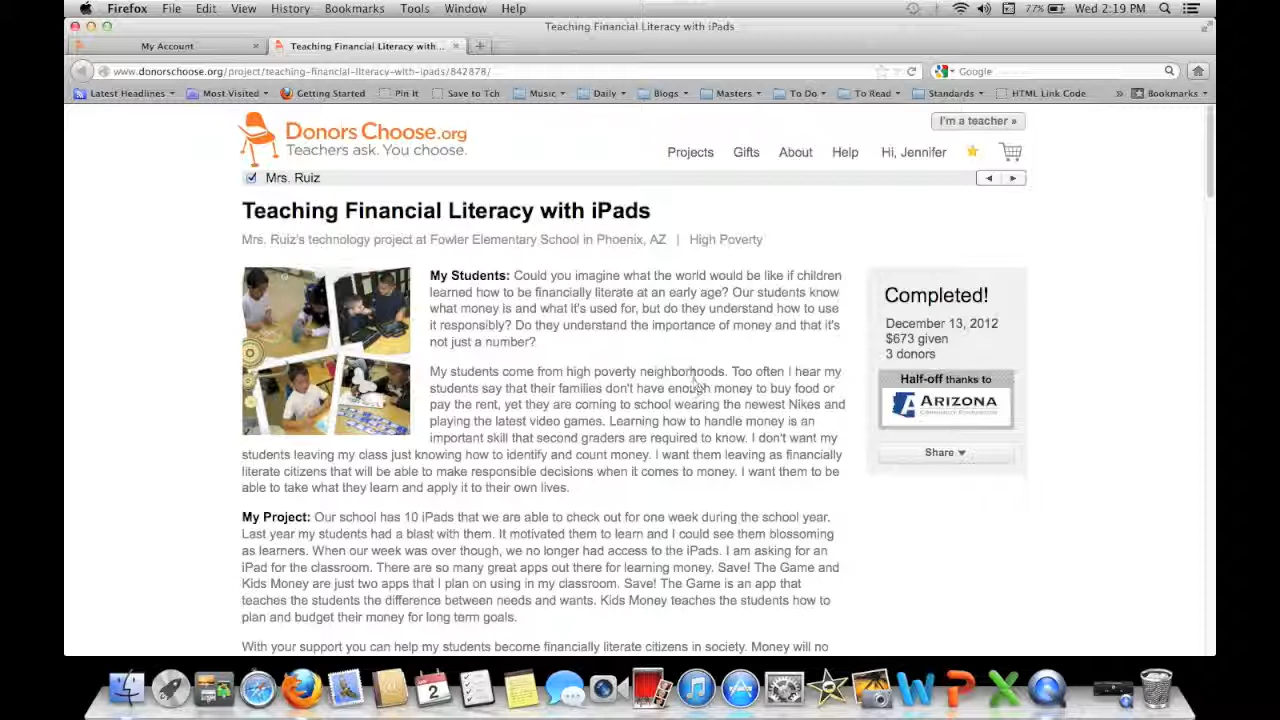 Firefox File Edit View History Bookmarks Tools Window Help 77% Wed 2:19 PM
Teaching Financial Literacy with iPads
My Account Teaching Financial Literacy with...
www.donorschoose.org/project/teaching-financial-literacy-with-ipads/842878/ Google
Latest Headlines Most Visited Getting Started Pin It Save to Tch Music Daily Blogs Masters To Do To Read Standards HTML Link Code » Bookmarks
I'm a teacher »
DonorsChoose.org
Teachers ask. You choose.
Projects Gifts About Help Hi, Jennifer
Mrs. Ruiz
Teaching Financial Literacy with iPads
Mrs. Ruiz's technology project at Fowler Elementary School in Phoenix, AZ | High Poverty
My Students: Could you imagine what the world would be like if children
learned how to be financially literate at an early age? Our students know
what money is and what it's used for, but do they understand how to use
it responsibly? Do they understand the importance of money and that it's
not just a number?
My students come from high poverty neighborhoods. Too often I hear my
students say that their families don't have enough money to buy food or
pay the rent, yet they are coming to school wearing the newest Nikes and
playing the latest video games. Learning how to handle money is an
important skill that second graders are required to know. I don't want my
students leaving my class just knowing how to identify and count money. I want them leaving as financially
literate citizens that will be able to make responsible decisions when it comes to money. I want them to be
able to take what they learn and apply it to their own lives.
My Project: Our school has 10 iPads that we are able to check out for one week during the school year.
Last year my students had a blast with them. It motivated them to learn and I could see them blossoming
as learners. When our week was over though, we no longer had access to the iPads. I am asking for an
iPad for the classroom. There are so many great apps out there for learning money. Save! The Game and
Kids Money are just two apps that I plan on using in my classroom. Save! The Game is an app that
teaches the students the difference between needs and wants. Kids Money teaches the students how to
plan and budget their money for long term goals.
With your support you can help my students become financially literate citizens in society. Money will no
Completed!
December 13, 2012
$673 given
3 donors
Half-off thanks to
ARIZONA
Share
2